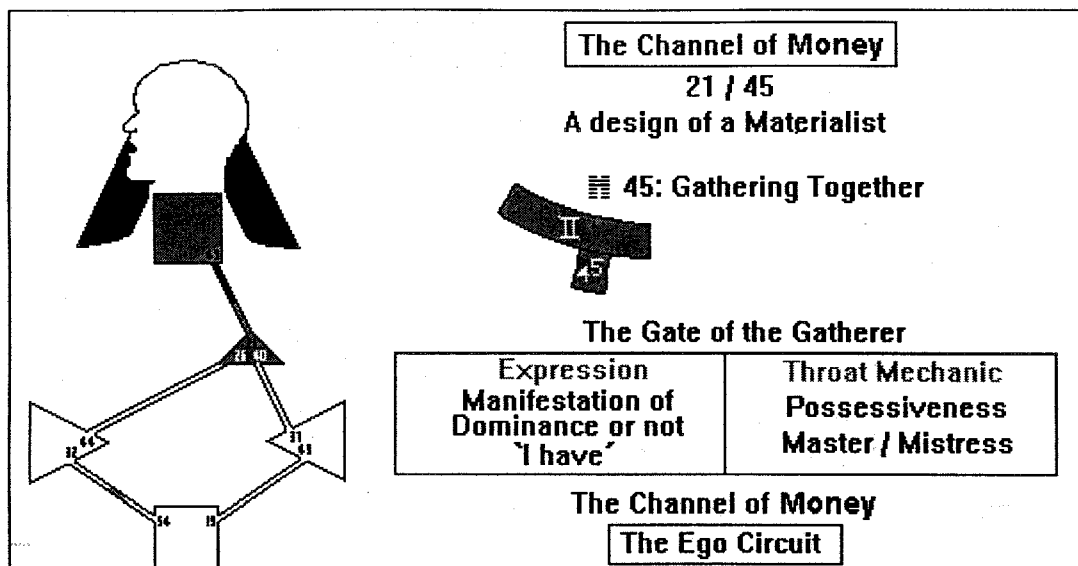 The Channel of Money
21 / 45
A design of a Materialist
䷬ 45: Gathering Together
II
45
The Gate of the Gatherer
Expression
Manifestation of
Dominance or not
`I have´
Throat Mechanic
Possessiveness
Master / Mistress
The Channel of Money
The Ego Circuit
45
26 40
44
32
37
49
54
19